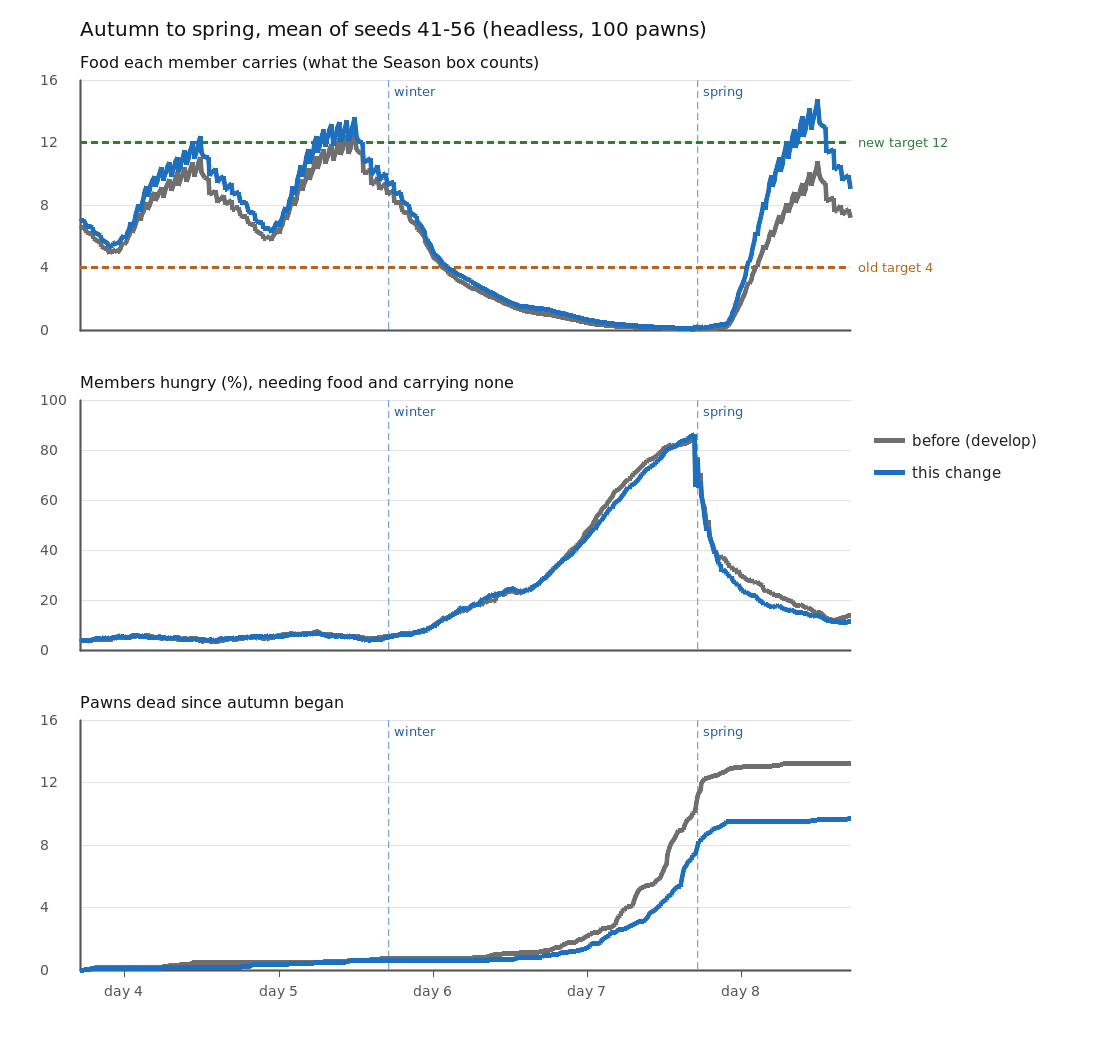 Autumn to spring, mean of seeds 41-56 (headless, 100 pawns)
Food each member carries (what the Season box counts)
16
winter
spring
12
new target 12
8
4
old target 4
0
Members hungry (%), needing food and carrying none
100
winter
spring
80
before (develop)
this change
60
40
20
0
Pawns dead since autumn began
16
winter
spring
12
8
4
0
day 4
day 5
day 6
day 7
day 8